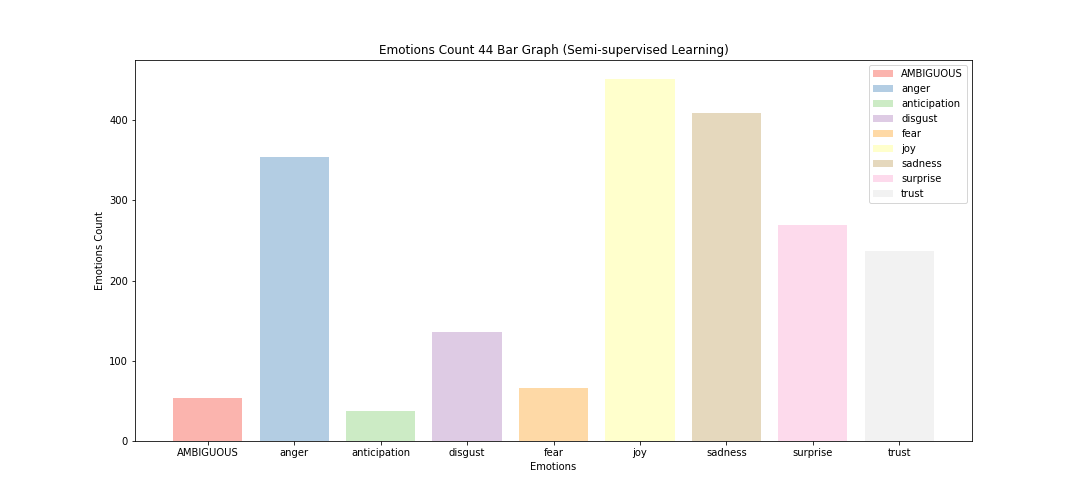 Emotions Count 44 Bar Graph (Semi-supervised Learning)
AMBIGUOUS
anger
anticipation
disgust
fear
joy
sadness
surprise
trust
Emotions Count
400
300
200
100
0
AMBIGUOUS anger anticipation disgust fear joy sadness surprise trust
Emotions